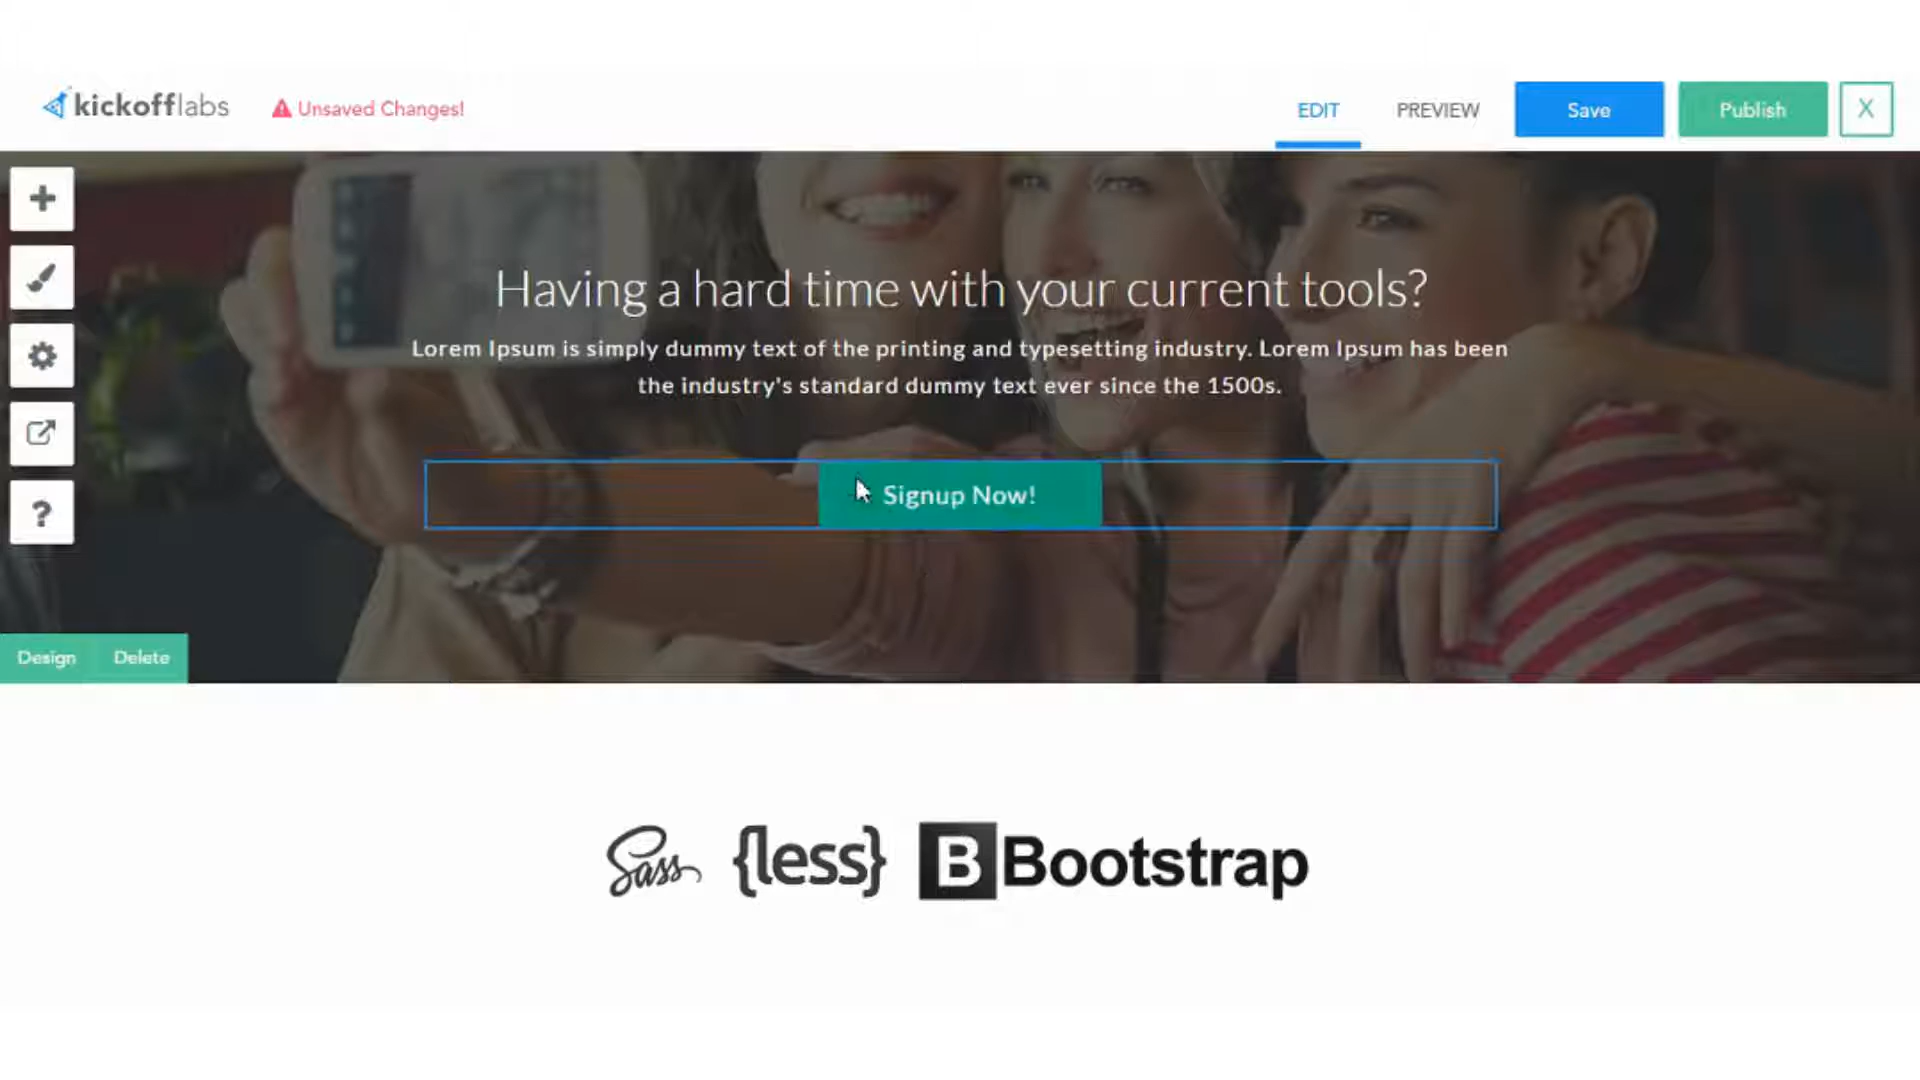 kickofflabs
Unsaved Changes!
EDIT
PREVIEW
Save
Publish
X
Having a hard time with your current tools?
Lorem Ipsum is simply dummy text of the printing and typesetting industry. Lorem Ipsum has been
the industry's standard dummy text ever since the 1500s.
Signup Now!
?
Design
Delete
Sass {less} B Bootstrap